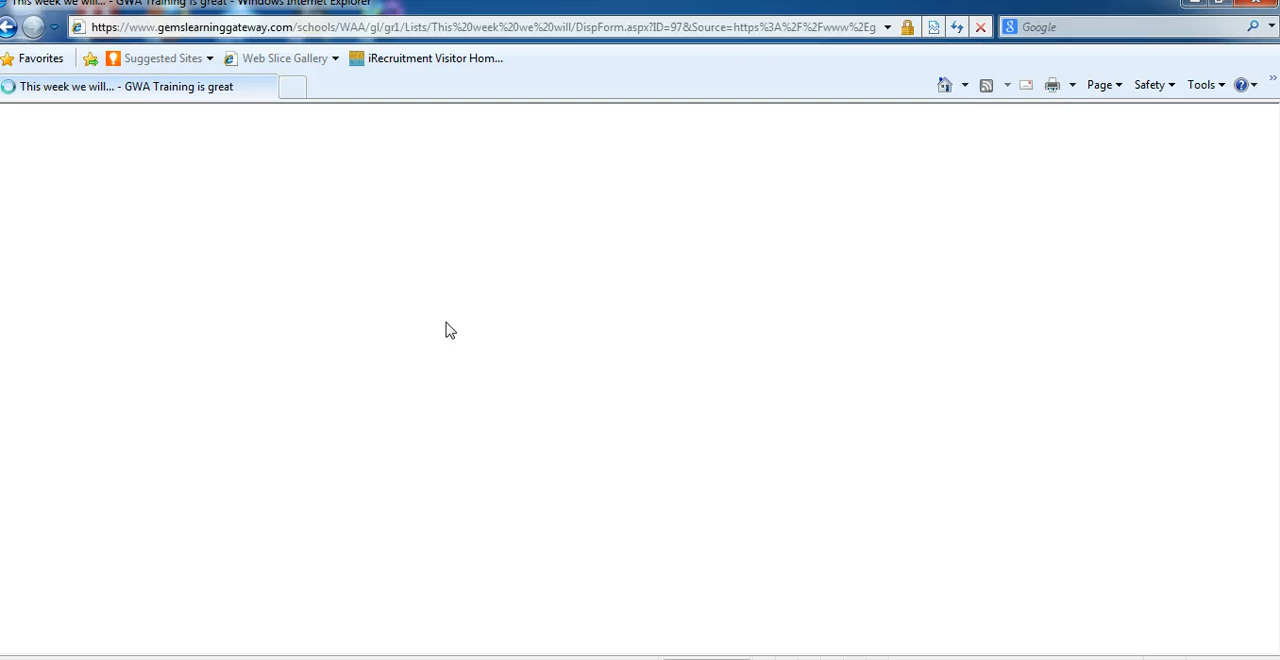 This week we will... - GWA Training is great - Windows Internet Explorer
https://www.gemslearninggateway.com/schools/WAA/gl/gr1/Lists/This%20week%20we%20will/DispForm.aspx?ID=97&Source=https%3A%2F%2Fwww%2Eg
Google
Favorites
Suggested Sites
Web Slice Gallery
iRecruitment Visitor Hom...
This week we will... - GWA Training is great
Page
Safety
Tools